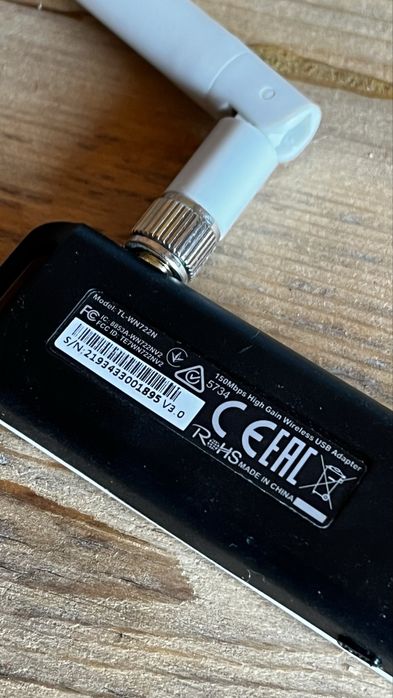 Model: TL-WN722N
150Mbps High Gain Wireless USB Adapter
FC
IC: 8853A-WN722NV2
FCC ID: TE7WN722NV2
5734
S/N:2193433001895 V3.0
CE EAC
RoHS
MADE IN CHINA